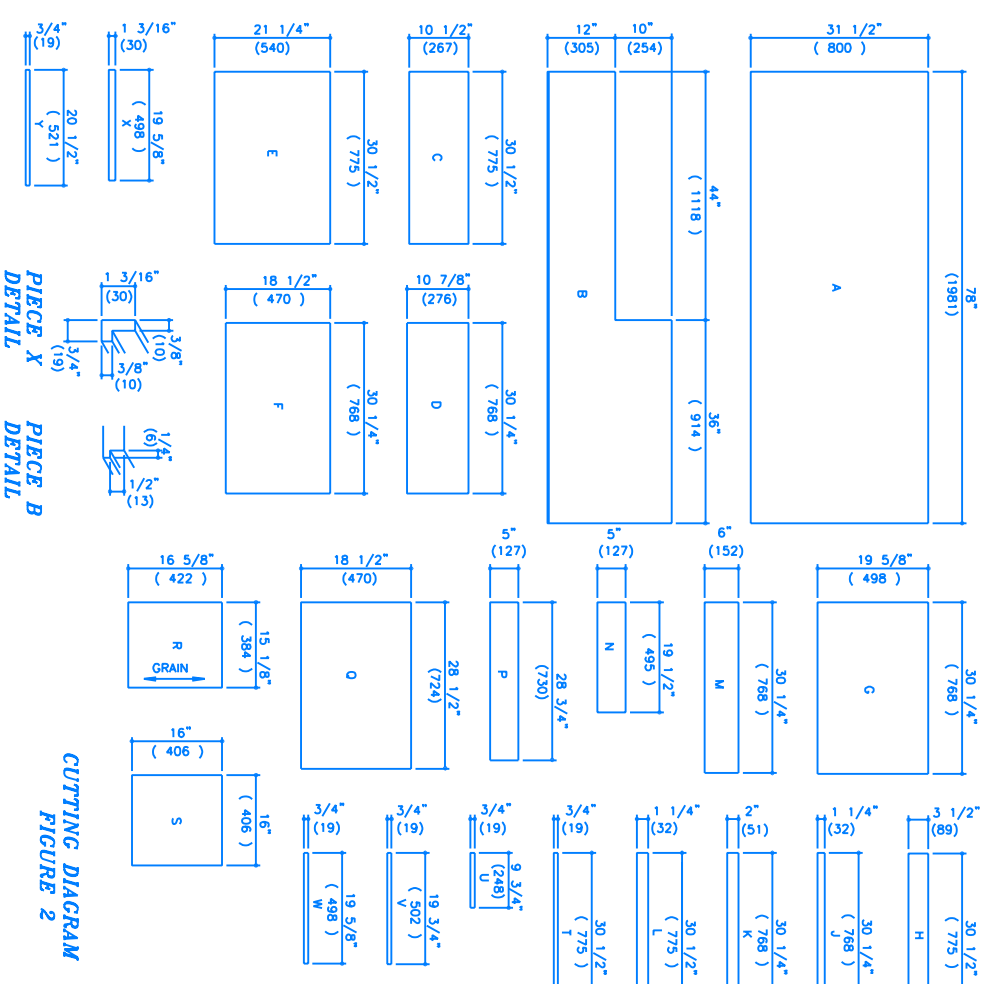 31 1/2"
( 800 )
78"
(1981)
A
12"
(305)
10"
(254)
44"
( 1118 )
36"
( 914 )
B
10 1/2"
(267)
30 1/2"
( 775 )
C
21 1/4"
(540)
30 1/2"
( 775 )
E
1 3/16"
(30)
19 5/8"
( 498 )
X
3/4"
(19)
20 1/2"
( 521 )
Y
10 7/8"
(276)
30 1/4"
( 768 )
D
18 1/2"
( 470 )
30 1/4"
( 768 )
F
1 3/16"
(30)
3/8"
(10)
3/8"
(10)
3/4"
(19)
PIECE X
DETAIL
1/4"
(6)
1/2"
(13)
PIECE B
DETAIL
19 5/8"
( 498 )
30 1/4"
( 768 )
G
6"
(152)
30 1/4"
( 768 )
M
5"
(127)
19 1/2"
( 495 )
N
5"
(127)
28 3/4"
(730)
P
18 1/2"
(470)
28 1/2"
(724)
Q
16 5/8"
( 422 )
15 1/8"
( 384 )
R
GRAIN
16"
( 406 )
16"
( 406 )
S
3 1/2"
(89)
30 1/2"
( 775 )
H
1 1/4"
(32)
30 1/4"
( 768 )
J
2"
(51)
30 1/4"
( 768 )
K
1 1/4"
(32)
30 1/2"
( 775 )
L
3/4"
(19)
30 1/2"
( 775 )
T
3/4"
(19)
9 3/4"
(248)
U
3/4"
(19)
19 3/4"
( 502 )
V
3/4"
(19)
19 5/8"
( 498 )
W
CUTTING DIAGRAM
FIGURE 2